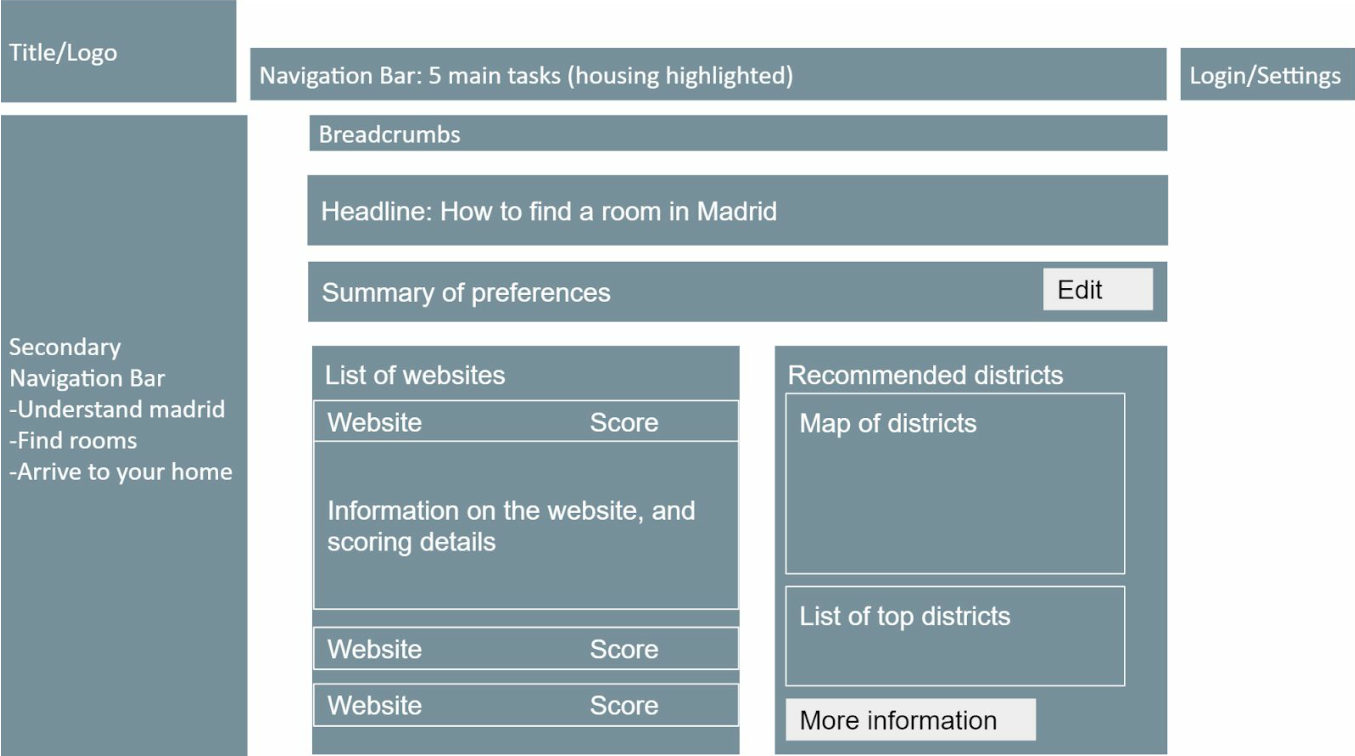 Title/Logo
Navigation Bar: 5 main tasks (housing highlighted)
Login/Settings
Breadcrumbs
Headline: How to find a room in Madrid
Summary of preferences
Edit
Secondary
Navigation Bar
-Understand madrid
-Find rooms
-Arrive to your home
List of websites
Website
Score
Information on the website, and
scoring details
Website
Score
Website
Score
Recommended districts
Map of districts
List of top districts
More information